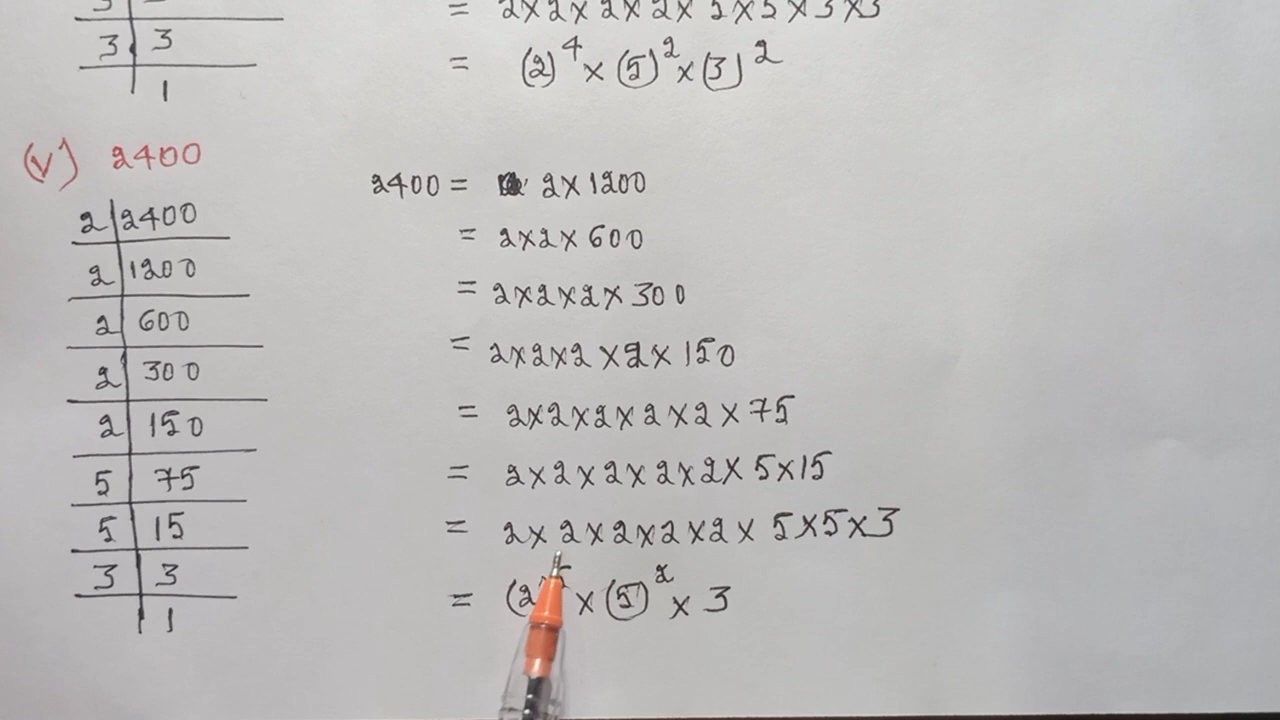 = 2×2×2×2×5×5×3×3
3 | 3
= (2)^4 × (5)^2 × (3)^2
1
(v) 2400
2400 = 2×1200
2 | 2400
= 2×2×600
2 | 1200
= 2×2×2×300
2 | 600
= 2×2×2×2×150
2 | 300
= 2×2×2×2×2×75
2 | 150
= 2×2×2×2×2×5×15
5 | 75
= 2×2×2×2×2×5×5×3
5 | 15
3 | 3
= (2)^5 × (5)^2 × 3
1